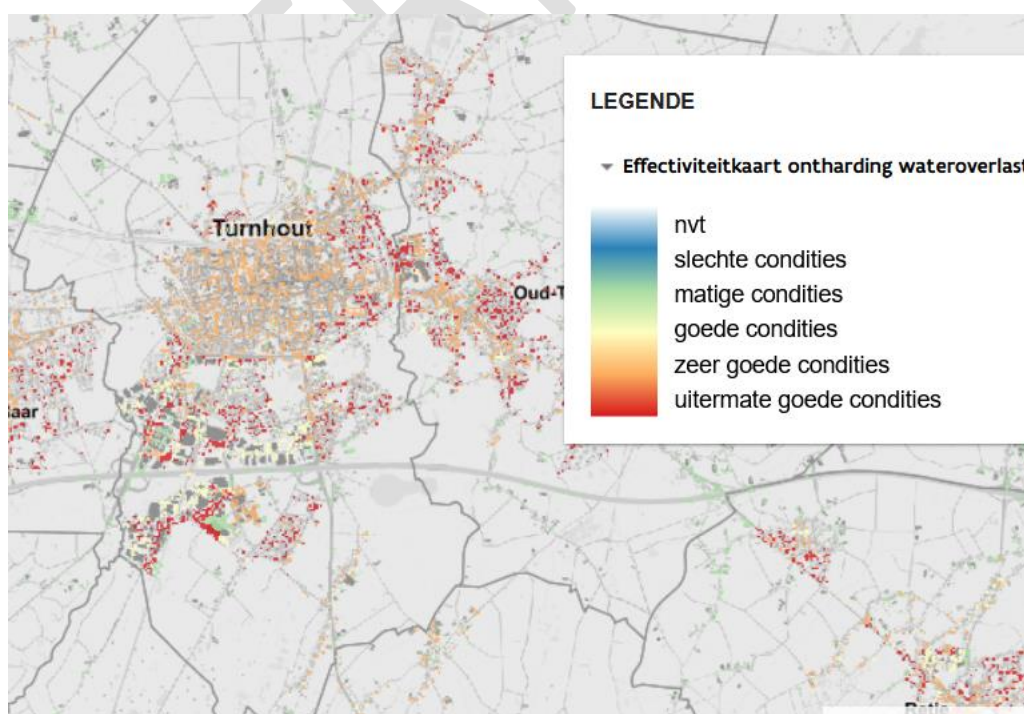 LEGENDE
Effectiviteitkaart ontharding wateroverlast
nvt
slechte condities
matige condities
goede condities
zeer goede condities
uitermate goede condities
Turnhout
Oud-T
aar
Retie